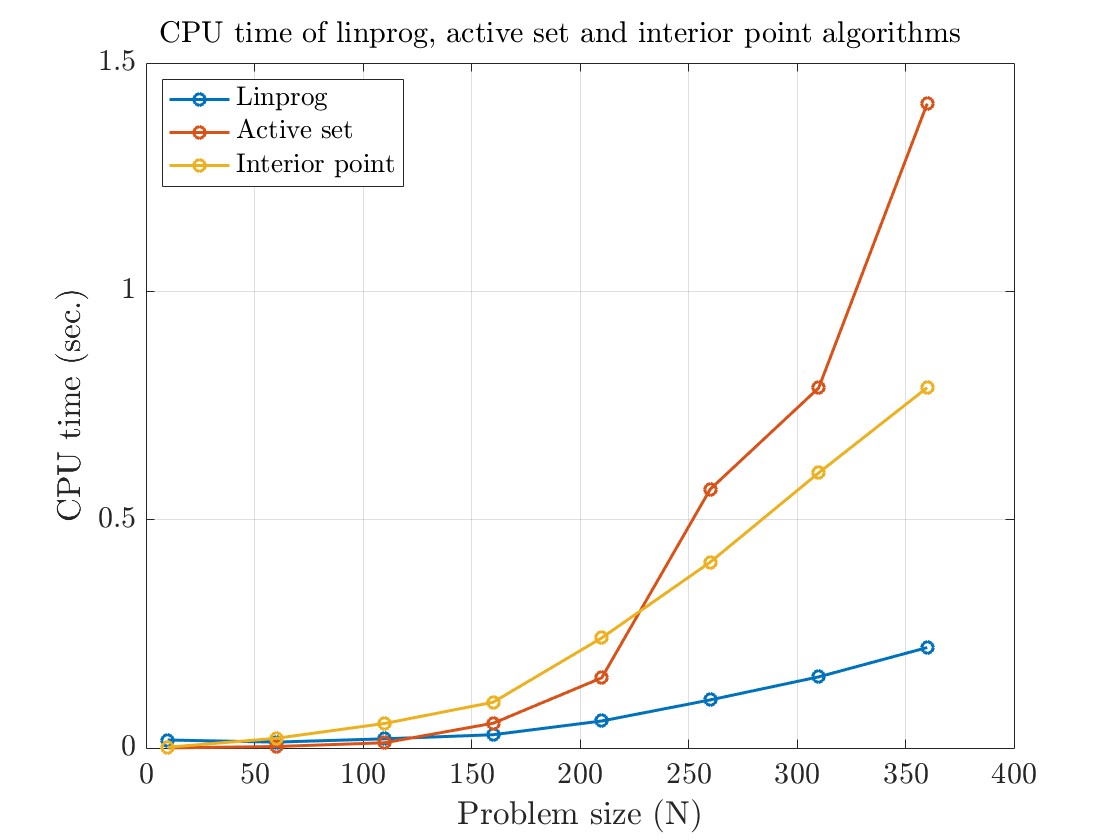 CPU time of linprog, active set and interior point algorithms
1.5
Linprog
Active set
Interior point
1
CPU time (sec.)
0.5
0
0 50 100 150 200 250 300 350 400
Problem size (N)